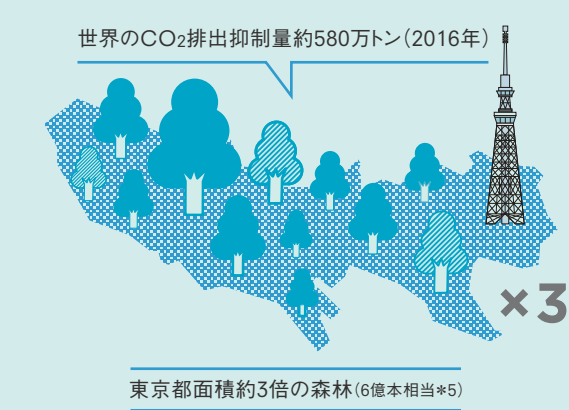 世界のCO2排出抑制量約580万トン（2016年）
×3
東京都面積約3倍の森林（6億本相当*5）